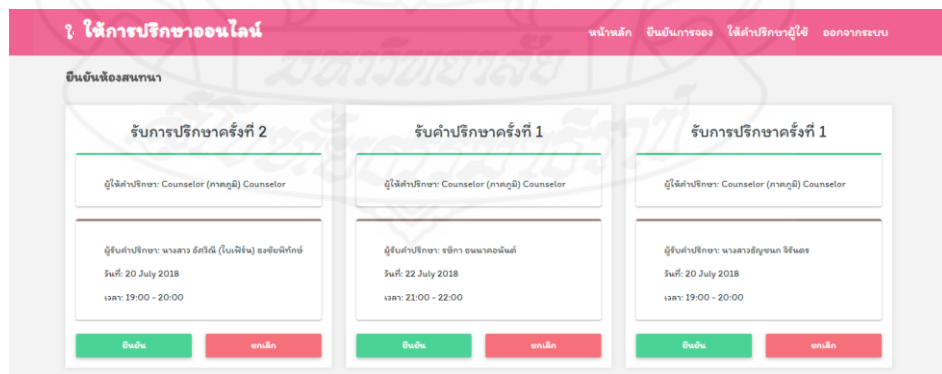 ให้การปรึกษาออนไลน์
หน้าหลัก ยืนยันการจอง ให้คำปรึกษาผู้ใช้ ออกจากระบบ
ยืนยันห้องสนทนา
รับการปรึกษาครั้งที่ 2
ผู้ให้คำปรึกษา: Counselor (ภาคภูมิ) Counselor
ผู้รับคำปรึกษา: นางสาว อัศวิณี (ใบเฟิร์น) ธงชัยพิทักษ์
วันที่: 20 July 2018
เวลา: 19:00 - 20:00
ยืนยัน ยกเลิก
รับคำปรึกษาครั้งที่ 1
ผู้ให้คำปรึกษา: Counselor (ภาคภูมิ) Counselor
ผู้รับคำปรึกษา: รษิกา ธนนาคอนันต์
วันที่: 22 July 2018
เวลา: 21:00 - 22:00
ยืนยัน ยกเลิก
รับการปรึกษาครั้งที่ 1
ผู้ให้คำปรึกษา: Counselor (ภาคภูมิ) Counselor
ผู้รับคำปรึกษา: นางสาวธัญชนก จิรันดร
วันที่: 20 July 2018
เวลา: 19:00 - 20:00
ยืนยัน ยกเลิก